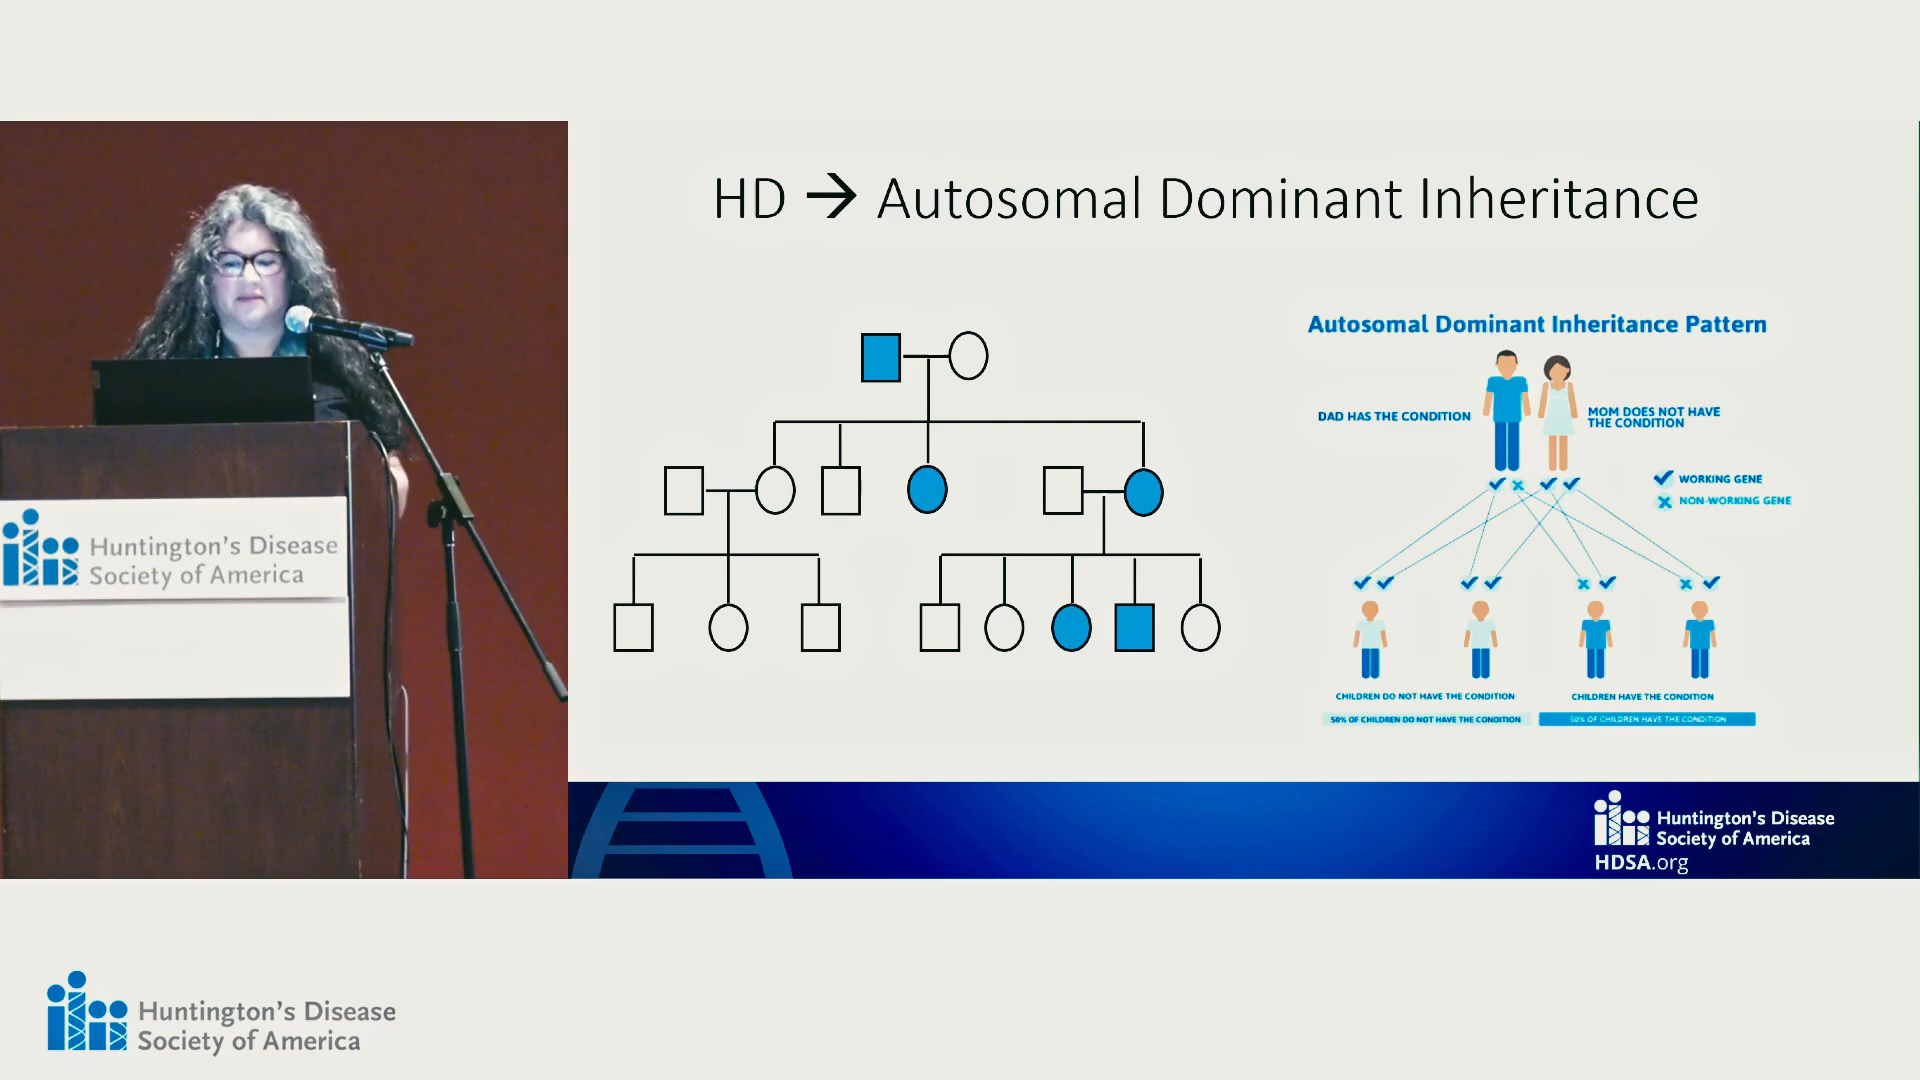 HD → Autosomal Dominant Inheritance
Autosomal Dominant Inheritance Pattern
DAD HAS THE CONDITION
MOM DOES NOT HAVE
THE CONDITION
WORKING GENE
NON-WORKING GENE
CHILDREN DO NOT HAVE THE CONDITION
CHILDREN HAVE THE CONDITION
50% OF CHILDREN DO NOT HAVE THE CONDITION
50% OF CHILDREN HAVE THE CONDITION
Huntington's Disease
Society of America
Huntington's Disease
Society of America
HDSA.org
Huntington's Disease
Society of America